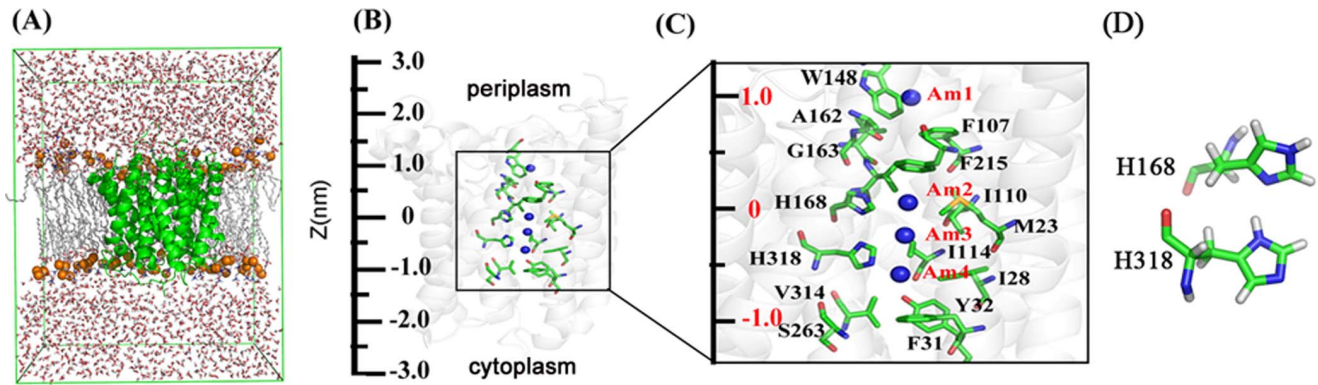 (A)
(B)
3.0
2.0
1.0
0
-1.0
-2.0
-3.0
Z(nm)
periplasm
cytoplasm
(C)
1.0
0
-1.0
W148
Am1
A162
F107
G163
F215
Am2
I110
H168
M23
Am3
H318
I114
Am4
I28
V314
Y32
S263
F31
(D)
H168
H318